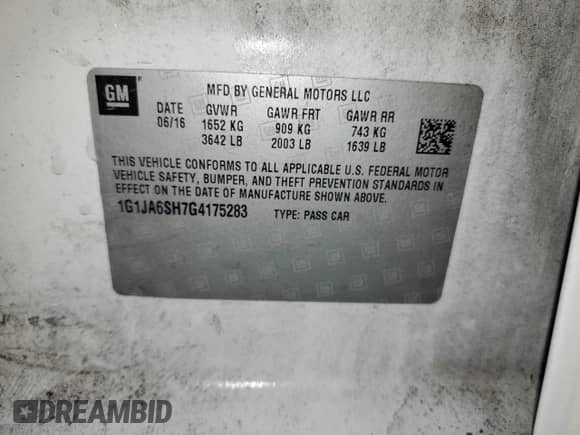 GM
MFD BY GENERAL MOTORS LLC
DATE GVWR GAWR FRT GAWR RR
06/16 1652 KG 909 KG 743 KG
3642 LB 2003 LB 1639 LB
THIS VEHICLE CONFORMS TO ALL APPLICABLE U.S. FEDERAL MOTOR
VEHICLE SAFETY, BUMPER, AND THEFT PREVENTION STANDARDS IN
EFFECT ON THE DATE OF MANUFACTURE SHOWN ABOVE.
1G1JA6SH7G4175283 TYPE: PASS CAR
DREAMBID